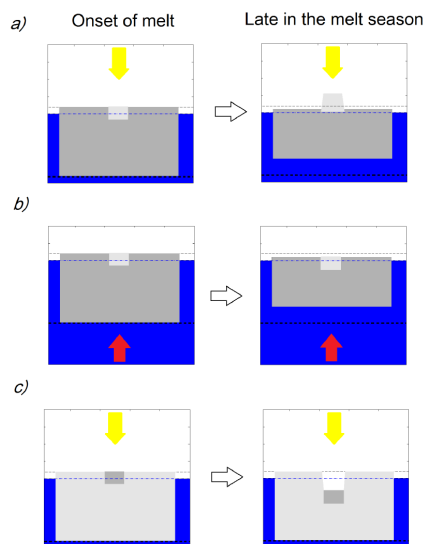 Onset of melt
Late in the melt season
a)
b)
c)